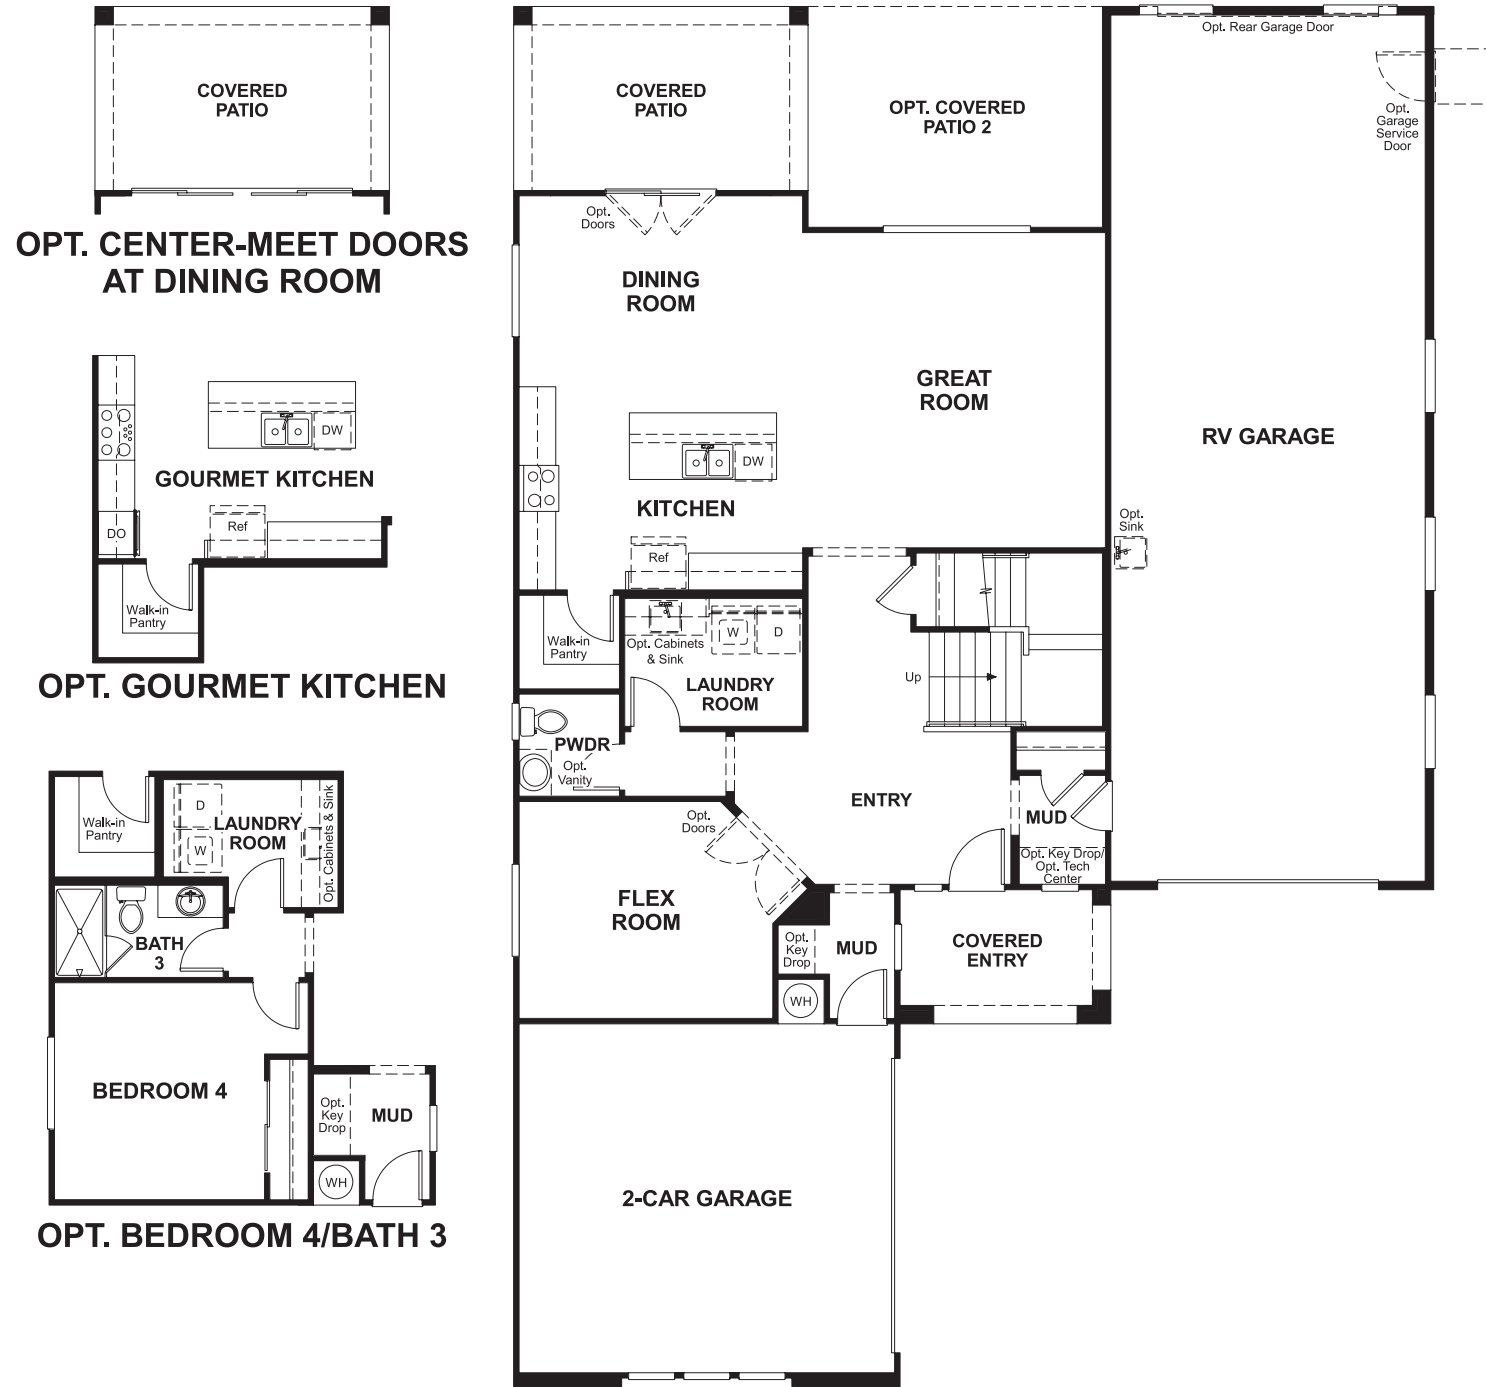 COVERED
PATIO
OPT. CENTER-MEET DOORS
AT DINING ROOM
DW
GOURMET KITCHEN
DO
Ref
Walk-in
Pantry
OPT. GOURMET KITCHEN
Walk-in
Pantry
D
W
LAUNDRY
ROOM
Opt. Cabinets & Sink
BATH
3
BEDROOM 4
Opt.
Key
Drop
MUD
WH
OPT. BEDROOM 4/BATH 3
COVERED
PATIO
OPT. COVERED
PATIO 2
Opt. Rear Garage Door
Opt.
Garage
Service
Door
Opt.
Doors
DINING
ROOM
GREAT
ROOM
RV GARAGE
DW
KITCHEN
Ref
Opt.
Sink
Walk-in
Pantry
W
D
Opt. Cabinets
& Sink
LAUNDRY
ROOM
Up
PWDR
Opt.
Vanity
ENTRY
MUD
Opt.
Doors
Opt. Key Drop/
Opt. Tech
Center
FLEX
ROOM
Opt.
Key
Drop
MUD
COVERED
ENTRY
WH
2-CAR GARAGE